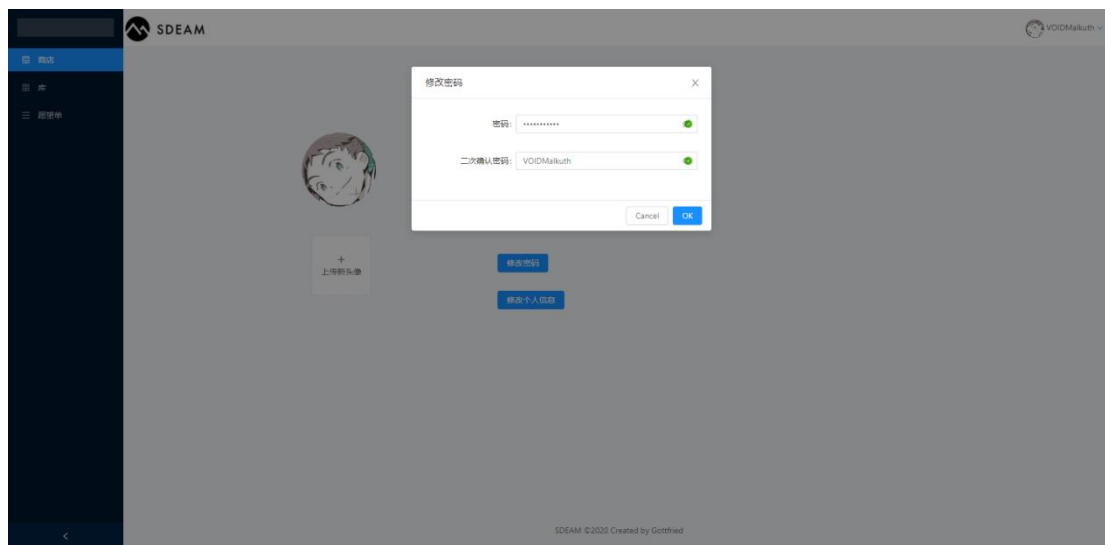 SDEAM
VOIDMalkuth
商店
库
愿望单
修改密码
密码:
二次确认密码: VOIDMalkuth
Cancel OK
上传新头像
修改密码
修改个人信息
SDEAM ©2020 Created by Gottfried